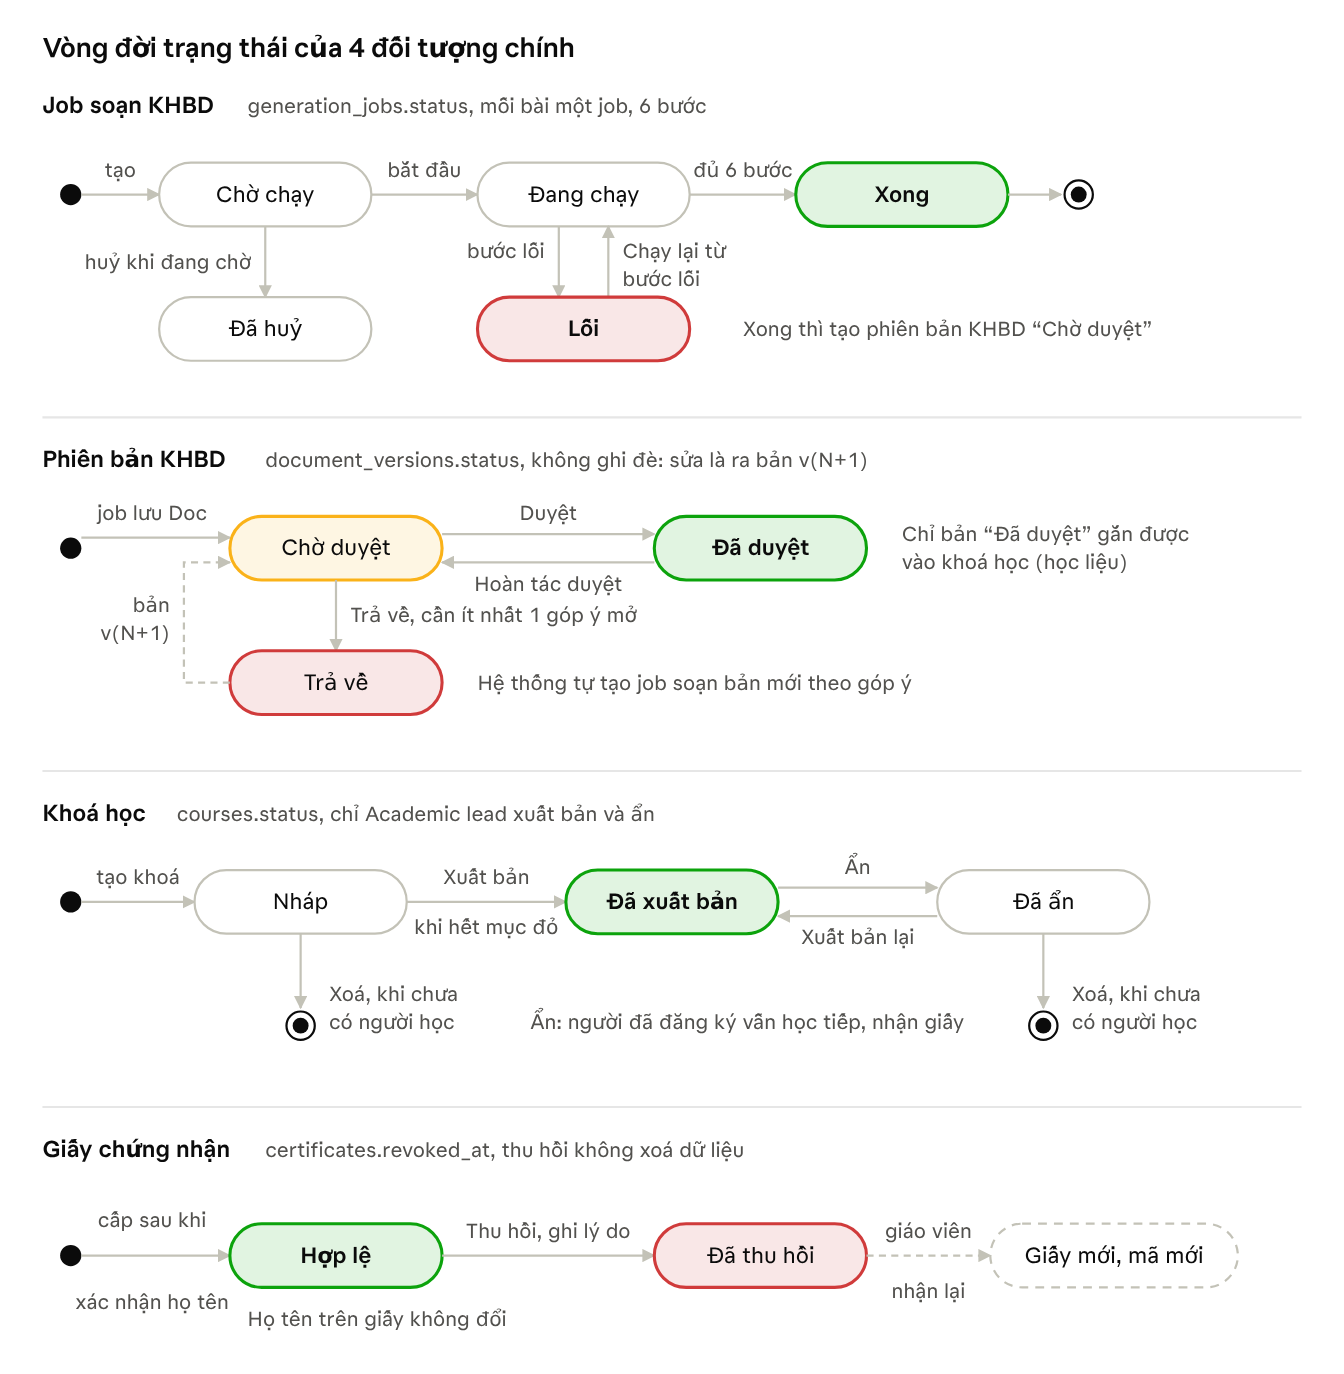 Vòng đời trạng thái của 4 đối tượng chính
Job soạn KHBD generation_jobs.status, mỗi bài một job, 6 bước
tạo
Chờ chạy
bắt đầu
Đang chạy
đủ 6 bước
Xong
huỷ khi đang chờ
bước lỗi
Chạy lại từ
bước lỗi
Đã huỷ
Lỗi
Xong thì tạo phiên bản KHBD “Chờ duyệt”
Phiên bản KHBD document_versions.status, không ghi đè: sửa là ra bản v(N+1)
job lưu Doc
Chờ duyệt
Duyệt
Hoàn tác duyệt
Đã duyệt
Chỉ bản “Đã duyệt” gắn được
vào khoá học (học liệu)
bản
v(N+1)
Trả về, cần ít nhất 1 góp ý mở
Trả về
Hệ thống tự tạo job soạn bản mới theo góp ý
Khoá học courses.status, chỉ Academic lead xuất bản và ẩn
tạo khoá
Nháp
Xuất bản
khi hết mục đỏ
Đã xuất bản
Ẩn
Xuất bản lại
Đã ẩn
Xoá, khi chưa
có người học
Ẩn: người đã đăng ký vẫn học tiếp, nhận giấy
Xoá, khi chưa
có người học
Giấy chứng nhận certificates.revoked_at, thu hồi không xoá dữ liệu
cấp sau khi
xác nhận họ tên
Hợp lệ
Thu hồi, ghi lý do
Đã thu hồi
giáo viên
nhận lại
Giấy mới, mã mới
Họ tên trên giấy không đổi